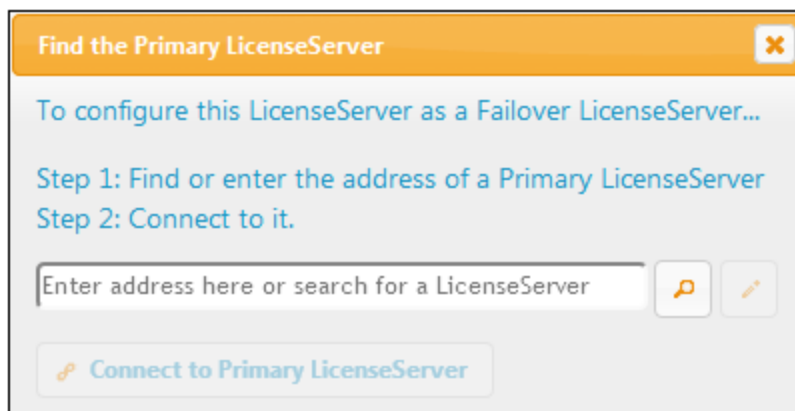 Find the Primary LicenseServer
To configure this LicenseServer as a Failover LicenseServer...
Step 1: Find or enter the address of a Primary LicenseServer
Step 2: Connect to it.
Enter address here or search for a LicenseServer
Connect to Primary LicenseServer